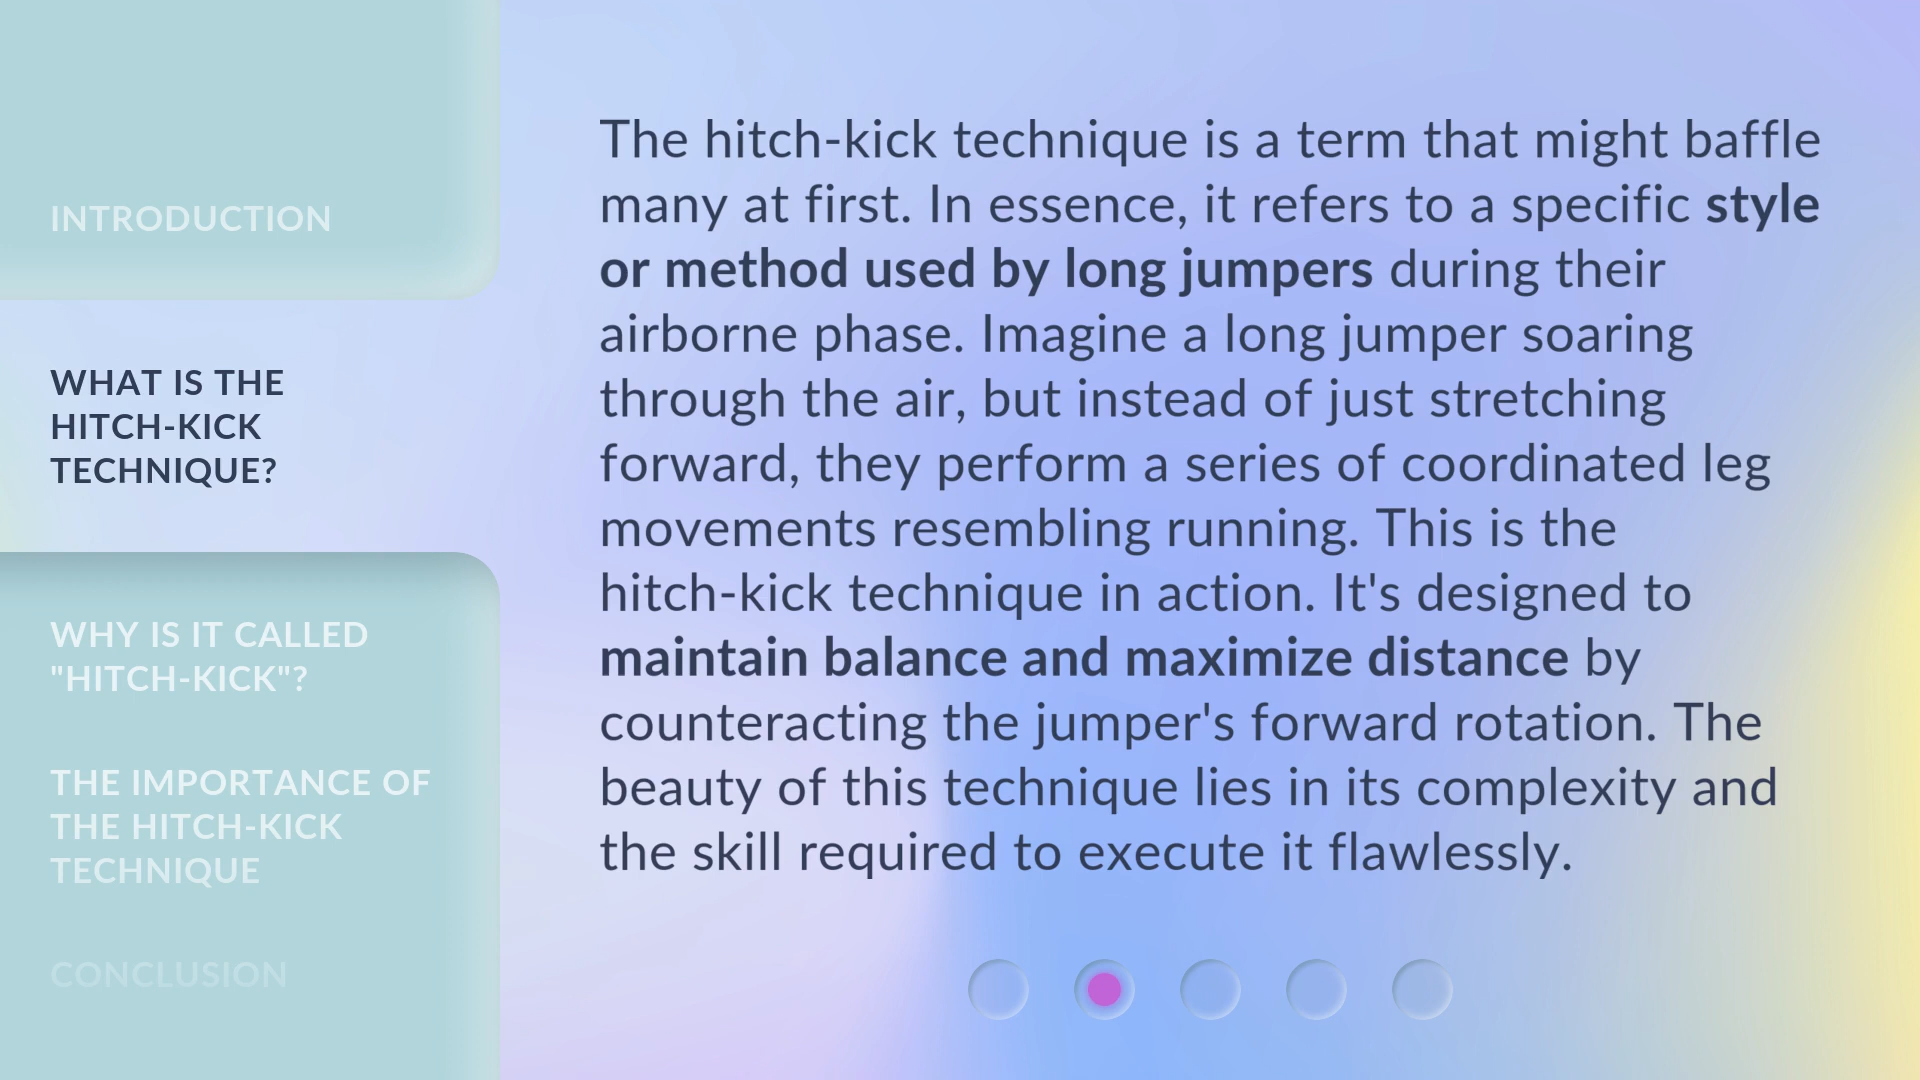 INTRODUCTION
WHAT IS THE
HITCH-KICK
TECHNIQUE?
WHY IS IT CALLED
"HITCH-KICK"?
THE IMPORTANCE OF
THE HITCH-KICK
TECHNIQUE
CONCLUSION
The hitch-kick technique is a term that might baffle
many at first. In essence, it refers to a specific style
or method used by long jumpers during their
airborne phase. Imagine a long jumper soaring
through the air, but instead of just stretching
forward, they perform a series of coordinated leg
movements resembling running. This is the
hitch-kick technique in action. It's designed to
maintain balance and maximize distance by
counteracting the jumper's forward rotation. The
beauty of this technique lies in its complexity and
the skill required to execute it flawlessly.